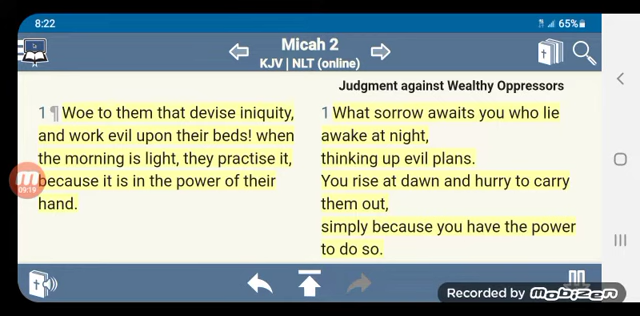 8:22
65%
Micah 2
KJV | NLT (online)
Judgment against Wealthy Oppressors
1 ¶ Woe to them that devise iniquity,
and work evil upon their beds! when
the morning is light, they practise it,
because it is in the power of their
hand.
1 What sorrow awaits you who lie
awake at night,
thinking up evil plans.
You rise at dawn and hurry to carry
them out,
simply because you have the power
to do so.
09:19
Recorded by Mobizen